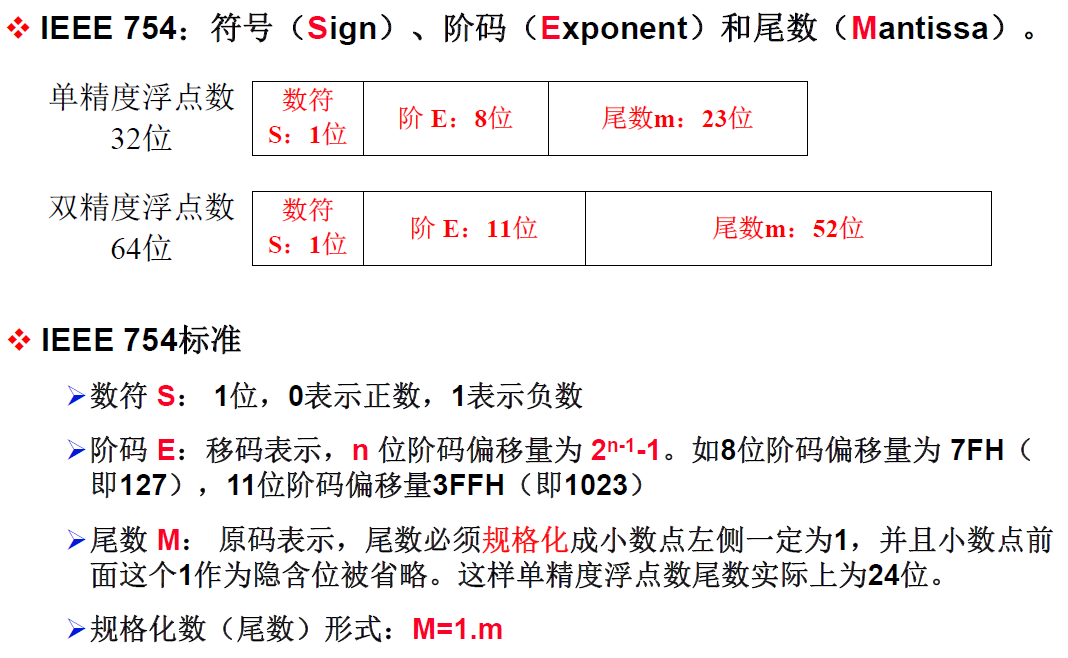 ❖ IEEE 754：符号（Sign）、阶码（Exponent）和尾数（Mantissa）。
单精度浮点数
32位
数符
S：1位
阶 E：8位
尾数m：23位
双精度浮点数
64位
数符
S：1位
阶 E：11位
尾数m：52位
❖ IEEE 754标准
➢数符 S： 1位，0表示正数，1表示负数
➢阶码 E：移码表示，n 位阶码偏移量为 2ⁿ⁻¹-1。如8位阶码偏移量为 7FH（
即127），11位阶码偏移量3FFH（即1023）
➢尾数 M： 原码表示，尾数必须规格化成小数点左侧一定为1，并且小数点前
面这个1作为隐含位被省略。这样单精度浮点数尾数实际上为24位。
➢规格化数（尾数）形式：M=1.m